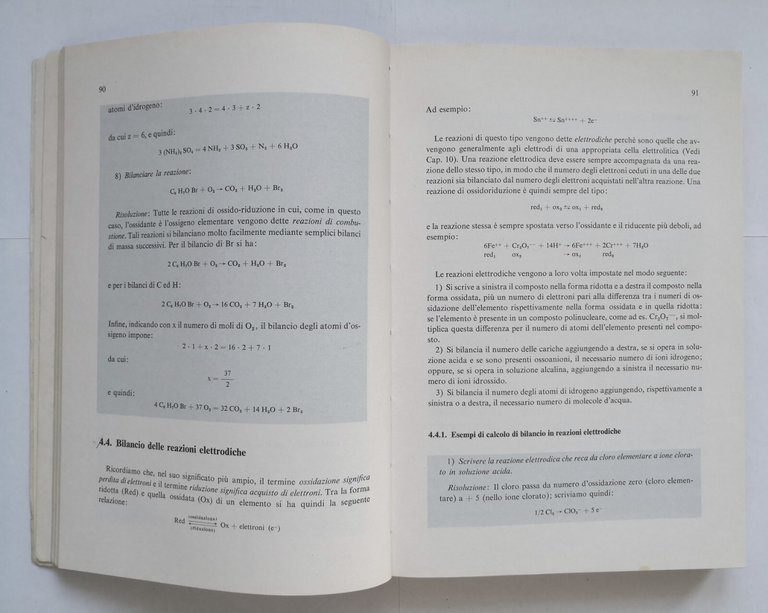 90
atomi d'idrogeno:
3 · 4 · 2 = 4 · 3 + z · 2
da cui z = 6, e quindi:
3 (NH₄)₂SO₄ = 4 NH₃ + 3 SO₂ + N₂ + 6 H₂O
8) Bilanciare la reazione:
C₈ H₇O Br + O₂ → CO₂ + H₂O + Br₂
Risoluzione: Tutte le reazioni di ossido-riduzione in cui, come in questo
caso, l'ossidante è l'ossigeno elementare vengono dette reazioni di combu-
stione. Tali reazioni si bilanciano molto facilmente mediante semplici bilanci
di massa successivi. Per il bilancio di Br si ha:
2 C₈ H₇O Br + O₂ → CO₂ + H₂O + Br₂
e per i bilanci di C ed H:
2 C₈ H₇O Br + O₂ → 16 CO₂ + 7 H₂O + Br₂
Infine, indicando con x il numero di moli di O₂, il bilancio degli atomi d'os-
sigeno impone:
2 · 1 + x · 2 = 16 · 2 + 7 · 1
da cui:
x = 37/2
e quindi:
4 C₈ H₇O Br + 37 O₂ = 32 CO₂ + 14 H₂O + 2 Br₂
4.4. Bilancio delle reazioni elettrodiche
Ricordiamo che, nel suo significato più ampio, il termine ossidazione significa
perdita di elettroni e il termine riduzione significa acquisto di elettroni. Tra la forma
ridotta (Red) e quella ossidata (Ox) di un elemento si ha quindi la seguente
relazione:
(ossidazione)
Red ⇄ Ox + elettroni (e⁻)
(riduzione)
91
Ad esempio:
Sn⁺⁺ ⇆ Sn⁺⁺⁺⁺ + 2e⁻
Le reazioni di questo tipo vengono dette elettrodiche perchè sono quelle che av-
vengono generalmente agli elettrodi di una appropriata cella elettrolitica (Vedi
Cap. 10). Una reazione elettrodica deve essere sempre accompagnata da una rea-
zione dello stesso tipo, in modo che il numero degli elettroni ceduti in una delle due
reazioni sia bilanciato dal numero degli elettroni acquistati nell'altra reazione. Una
reazione di ossidoriduzione è quindi sempre del tipo:
red₁ + ox₂ ⇆ ox₁ + red₂
e la reazione stessa è sempre spostata verso l'ossidante e il riducente più deboli, ad
esempio:
6Fe⁺⁺ + Cr₂O₇⁻⁻ + 14H⁺ → 6Fe⁺⁺⁺ + 2Cr⁺⁺⁺ + 7H₂O
red₁ ox₂ → ox₁ red₂
Le reazioni elettrodiche vengono a loro volta impostate nel modo seguente:
1) Si scrive a sinistra il composto nella forma ridotta e a destra il composto nella
forma ossidata, più un numero di elettroni pari alla differenza tra i numeri di os-
sidazione dell'elemento rispettivamente nella forma ossidata e in quella ridotta:
se l'elemento è presente in un composto polinucleare, come ad es. Cr₂O₇⁻⁻, si mol-
tiplica questa differenza per il numero di atomi dell'elemento presenti nel compo-
sto.
2) Si bilancia il numero delle cariche aggiungendo a destra, se si opera in solu-
zione acida e se sono presenti ossoanioni, il necessario numero di ioni idrogeno;
oppure, se si opera in soluzione alcalina, aggiungendo a sinistra il necessario nu-
mero di ioni idrossido.
3) Si bilancia il numero degli atomi di idrogeno aggiungendo, rispettivamente a
sinistra o a destra, il necessario numero di molecole d'acqua.
4.4.1. Esempi di calcolo di bilancio in reazioni elettrodiche
1) Scrivere la reazione elettrodica che reca da cloro elementare a ione clora-
to in soluzione acida.
Risoluzione: Il cloro passa da numero d'ossidazione zero (cloro elemen-
tare) a + 5 (nello ione clorato); scriviamo quindi:
1/2 Cl₂ → ClO₃⁻ + 5 e⁻